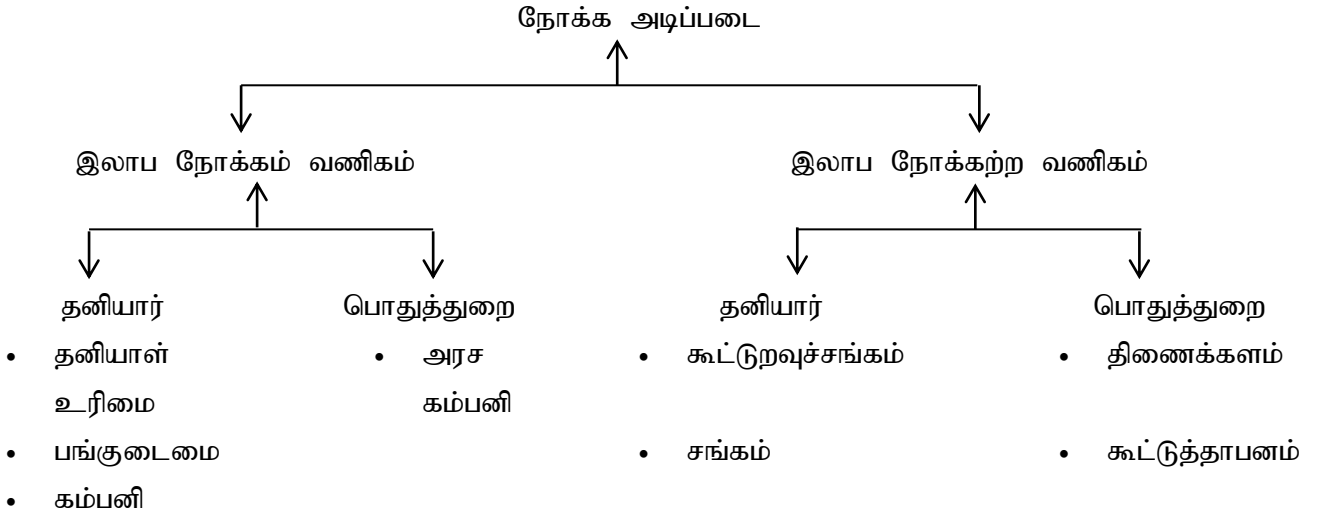 நோக்க அடிப்படை
இலாப நோக்கம் வணிகம்
இலாப நோக்கற்ற வணிகம்
தனியார்
பொதுத்துறை
தனியார்
பொதுத்துறை
• தனியாள்
உரிமை
• பங்குடைமை
• கம்பனி
• அரச
கம்பனி
• கூட்டுறவுச்சங்கம்
• சங்கம்
• திணைக்களம்
• கூட்டுத்தாபனம்